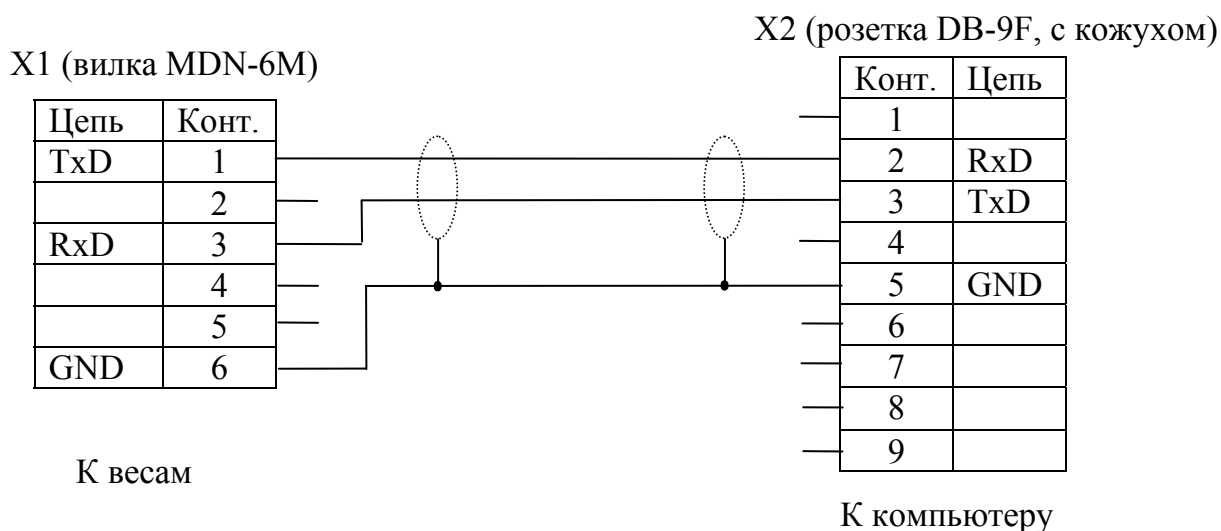 X2 (розетка DB-9F, с кожухом)
X1 (вилка MDN-6M)
Цепь Конт.
TxD 1
2
RxD 3
4
5
GND 6
К весам
Конт. Цепь
1
2 RxD
3 TxD
4
5 GND
6
7
8
9
К компьютеру